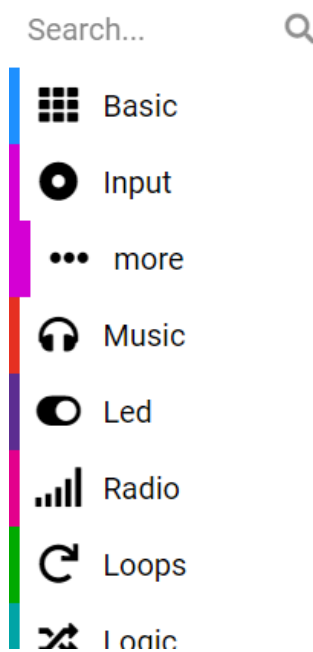 Search...
Basic
Input
more
Music
Led
Radio
Loops
Logic